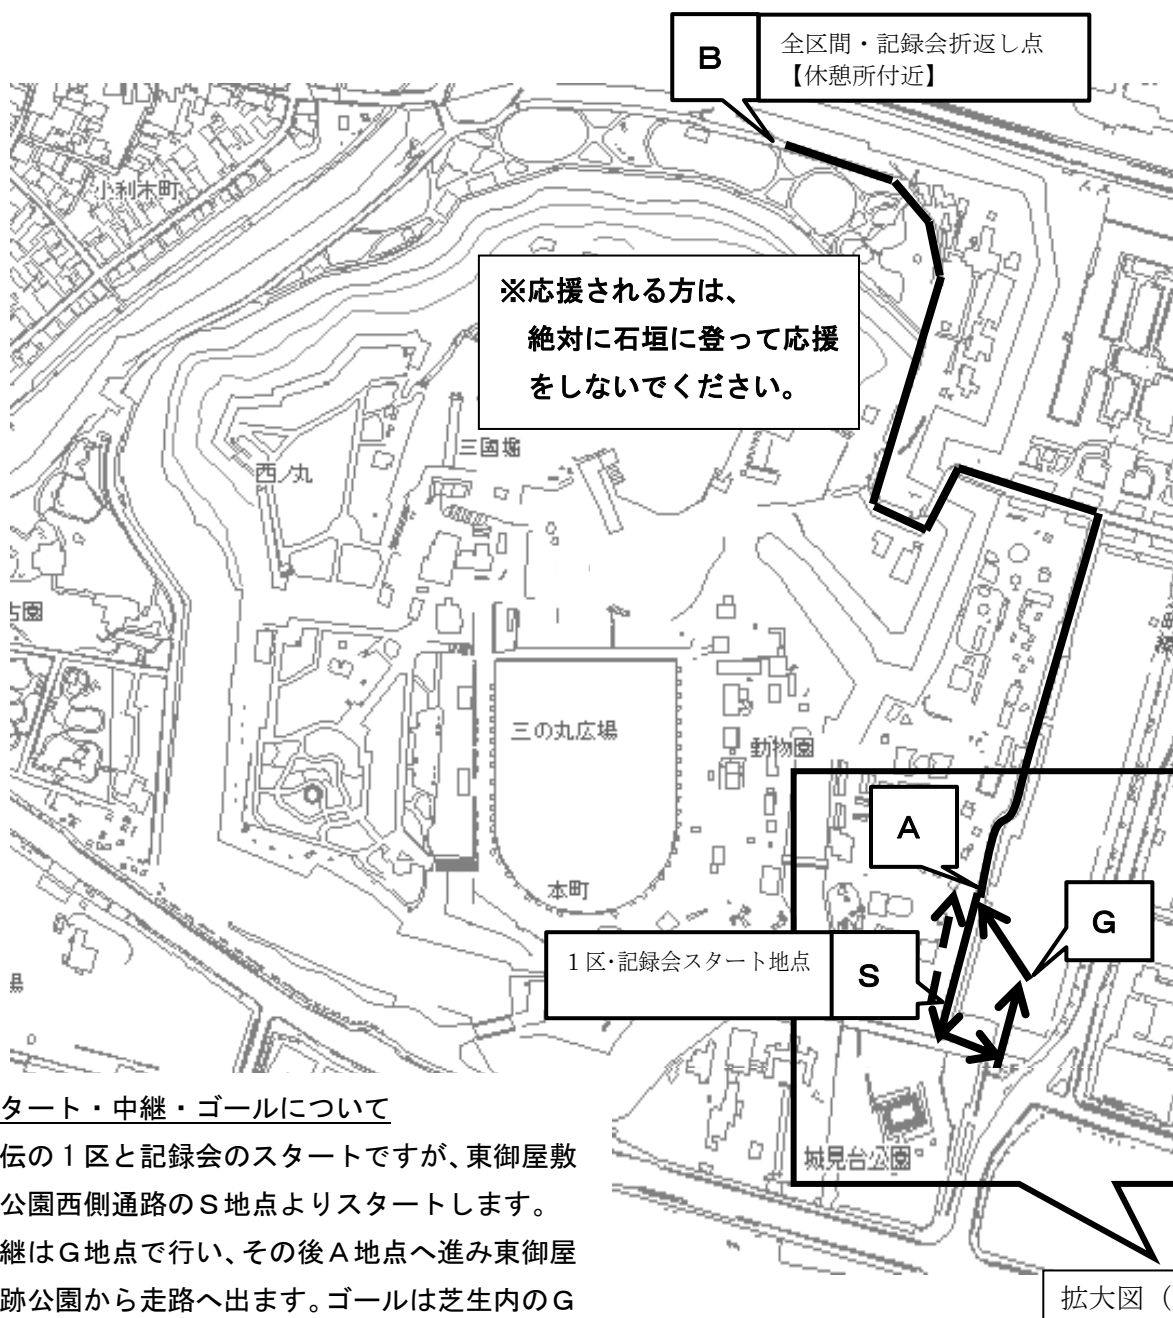 B
全区間・記録会折返し点
【休憩所付近】
小利木町
※応援される方は、
絶対に石垣に登って応援
をしないでください。
三國堀
西ノ丸
古園
三の丸広場
動物園
A
本町
G
1区・記録会スタート地点
S
城見台公園
タート・中継・ゴールについて
伝の1区と記録会のスタートですが、東御屋敷
公園西側通路のS地点よりスタートします。
継はG地点で行い、その後A地点へ進み東御屋
跡公園から走路へ出ます。ゴールは芝生内のG
拡大図(